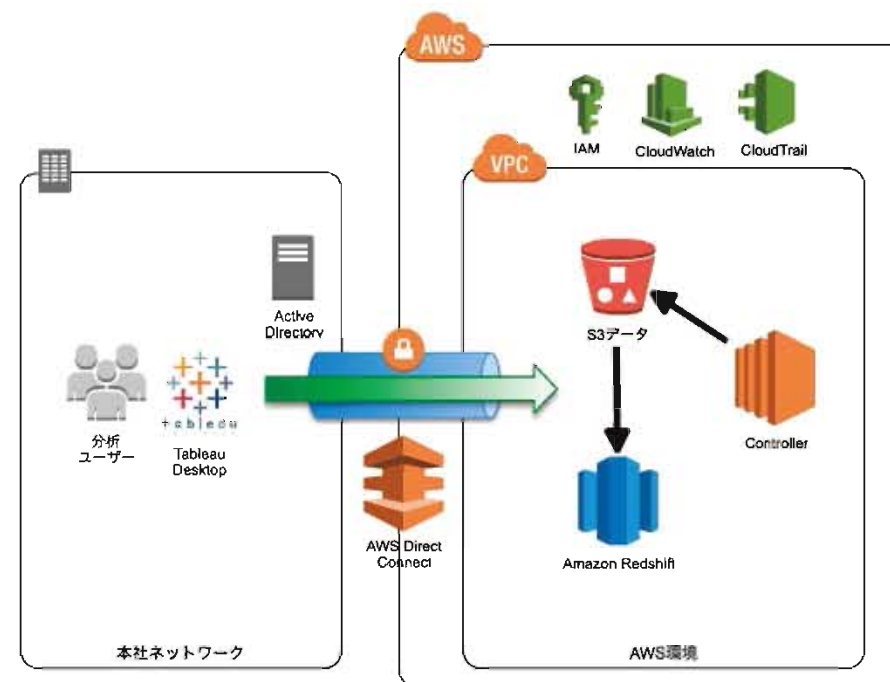 AWS
IAM
CloudWatch
CloudTrail
VPC
Active
Directory
S3データ
tableau
分析
ユーザー
Tableau
Desktop
Controller
AWS Direct
Connect
Amazon Redshift
本社ネットワーク
AWS環境